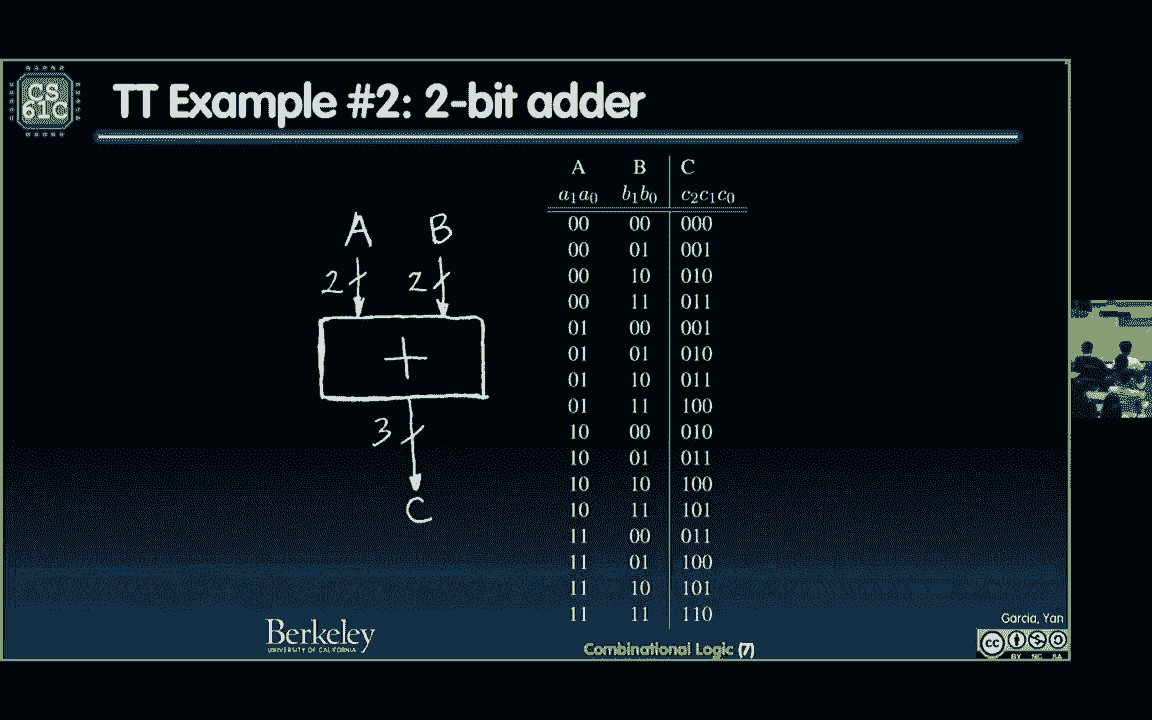 CS
61C
TT Example #2: 2-bit adder
A B
2 2
+
3
C
A B C
a₁a₀ b₁b₀ c₂c₁c₀
00 00 000
00 01 001
00 10 010
00 11 011
01 00 001
01 01 010
01 10 011
01 11 100
10 00 010
10 01 011
10 10 100
10 11 101
11 00 011
11 01 100
11 10 101
11 11 110
Berkeley
UNIVERSITY OF CALIFORNIA
Combinational Logic (7)
Garcia, Yan
cc
BY NC SA